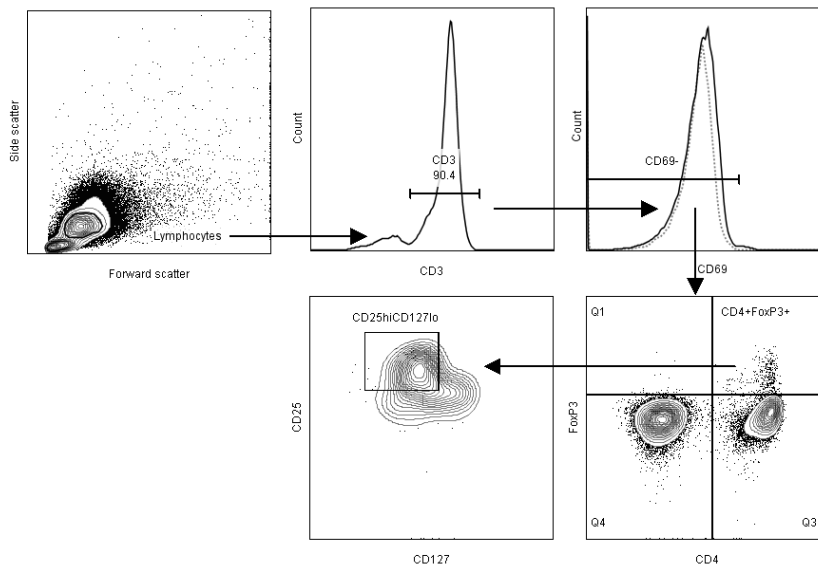 Side scatter
Lymphocytes
Forward scatter
Count
CD3
90.4
CD3
Count
CD69-
CD69
CD25hiCD127lo
CD25
CD127
Q1
CD4+FoxP3+
FoxP3
Q4
Q3
CD4